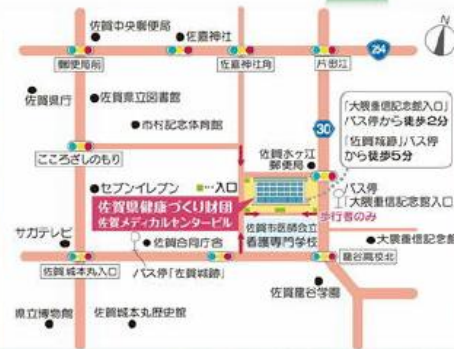 佐賀中央郵便局
佐嘉神社
N
264
郵便局前
佐嘉神社角
片田江
佐賀県庁
佐賀県立図書館
市村記念体育館
「大隈重信記念館入口」
バス停から徒歩2分
「佐賀城跡」バス停
から徒歩5分
30
こころざしのもり
佐賀水ヶ江
郵便局
セブンイレブン
■…入口
バス停
大隈重信記念館入口
佐賀県健康づくり財団
佐賀メディカルセンタービル
歩行者のみ
サガテレビ
佐賀合同庁舎
佐賀市医師会立
看護専門学校
大隈重信記念館
佐賀城本丸入口
バス停「佐賀城跡」
龍谷高校北
佐賀龍谷学園
県立博物館
佐賀城本丸歴史館